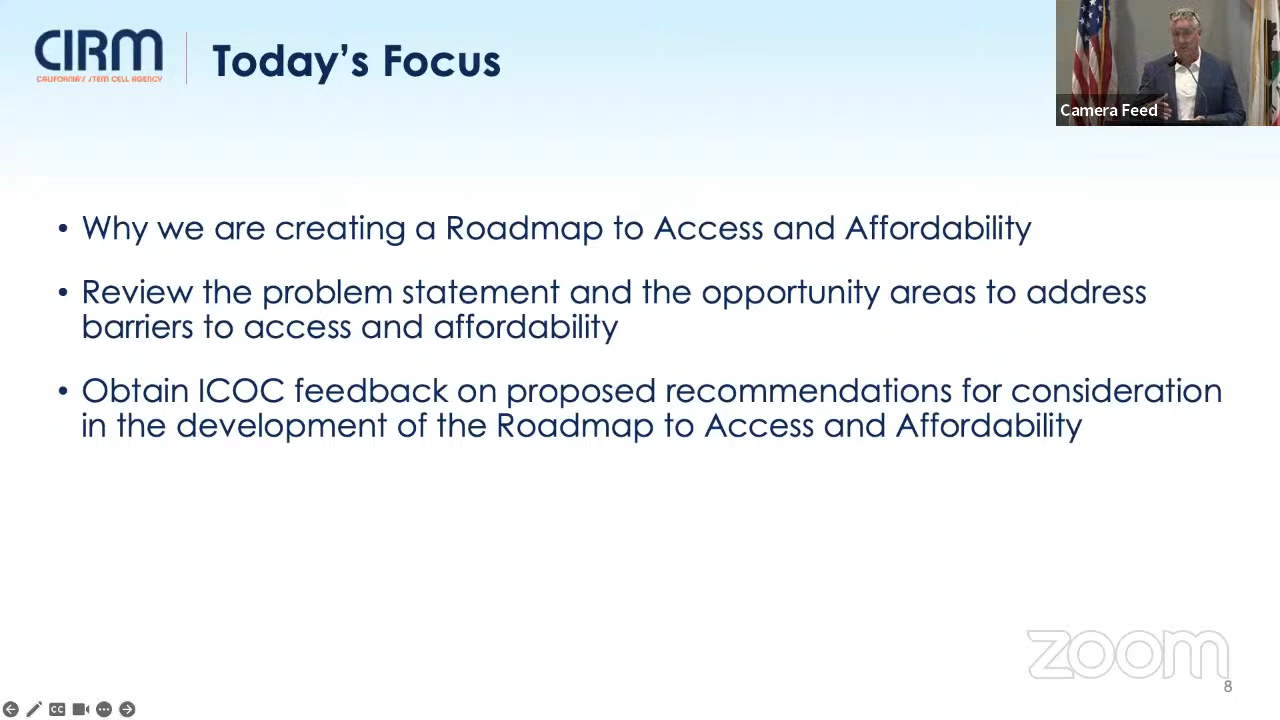 CIRM
CALIFORNIA'S STEM CELL AGENCY
Today's Focus
Camera Feed
• Why we are creating a Roadmap to Access and Affordability
• Review the problem statement and the opportunity areas to address
barriers to access and affordability
• Obtain ICOC feedback on proposed recommendations for consideration
in the development of the Roadmap to Access and Affordability
zoom
8
CC